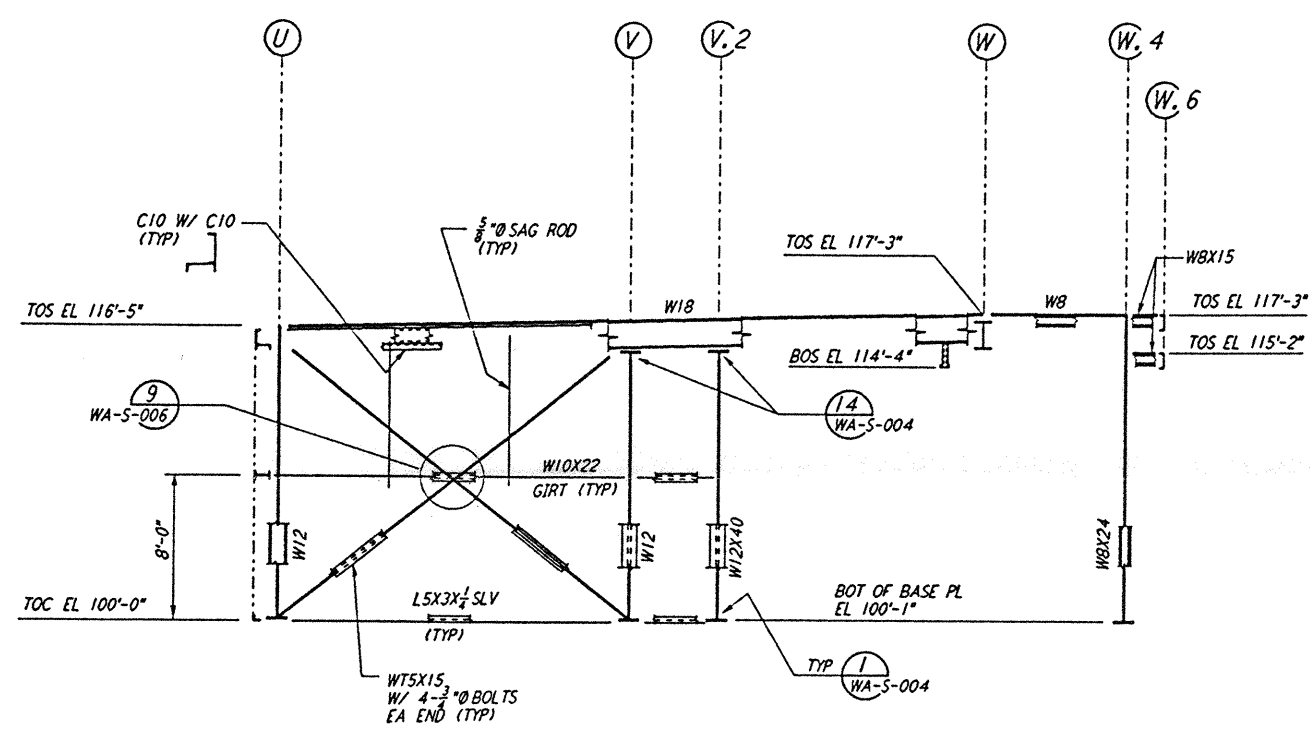 U
V
V.2
W
W.4
W.6
C10 W/ C10
(TYP)
5/8"Ø SAG ROD
(TYP)
TOS EL 117'-3"
W8X15
TOS EL 116'-5"
W18
W8
TOS EL 117'-3"
BOS EL 114'-4"
TOS EL 115'-2"
9
WA-S-006
14
WA-S-004
W10X22
GIRT (TYP)
8'-0"
W12
W12
W12X40
W8X24
TOC EL 100'-0"
L5X3X1/4 SLV
(TYP)
BOT OF BASE PL
EL 100'-1"
WT5X15
W/ 4-3/4"Ø BOLTS
EA END (TYP)
TYP
1
WA-S-004